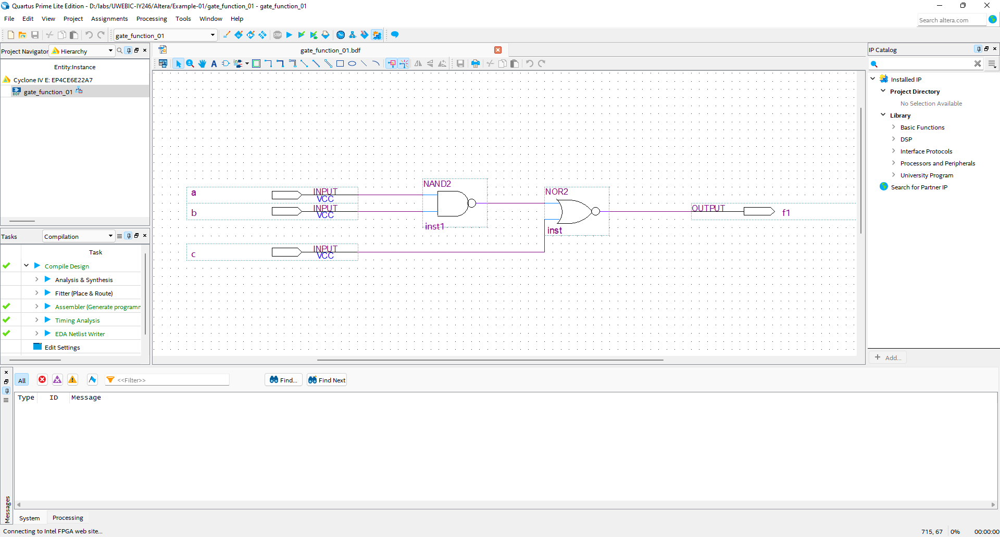 Quartus Prime Lite Edition - D:/labs/UWEBIC-IY246/Altera/Example-01/gate_function_01 - gate_function_01
File Edit View Project Assignments Processing Tools Window Help
Search altera.com
gate_function_01
STOP
Project Navigator Hierarchy
Entity:Instance
Cyclone IV E: EP4CE6E22A7
BDF gate_function_01
Tasks Compilation
Task
Compile Design
Analysis & Synthesis
Fitter (Place & Route)
Assembler (Generate programm
Timing Analysis
EDA Netlist Writer
Edit Settings
gate_function_01.bdf
A
a INPUT
VCC
b INPUT
VCC
c INPUT
VCC
NAND2
inst1
NOR2
inst
OUTPUT f1
IP Catalog
Installed IP
Project Directory
No Selection Available
Library
Basic Functions
DSP
Interface Protocols
Processors and Peripherals
University Program
Search for Partner IP
+ Add...
Messages
All <<Filter>> Find... Find Next
Type ID Message
System Processing
Connecting to Intel FPGA web site...
715, 67 0% 00:00:00